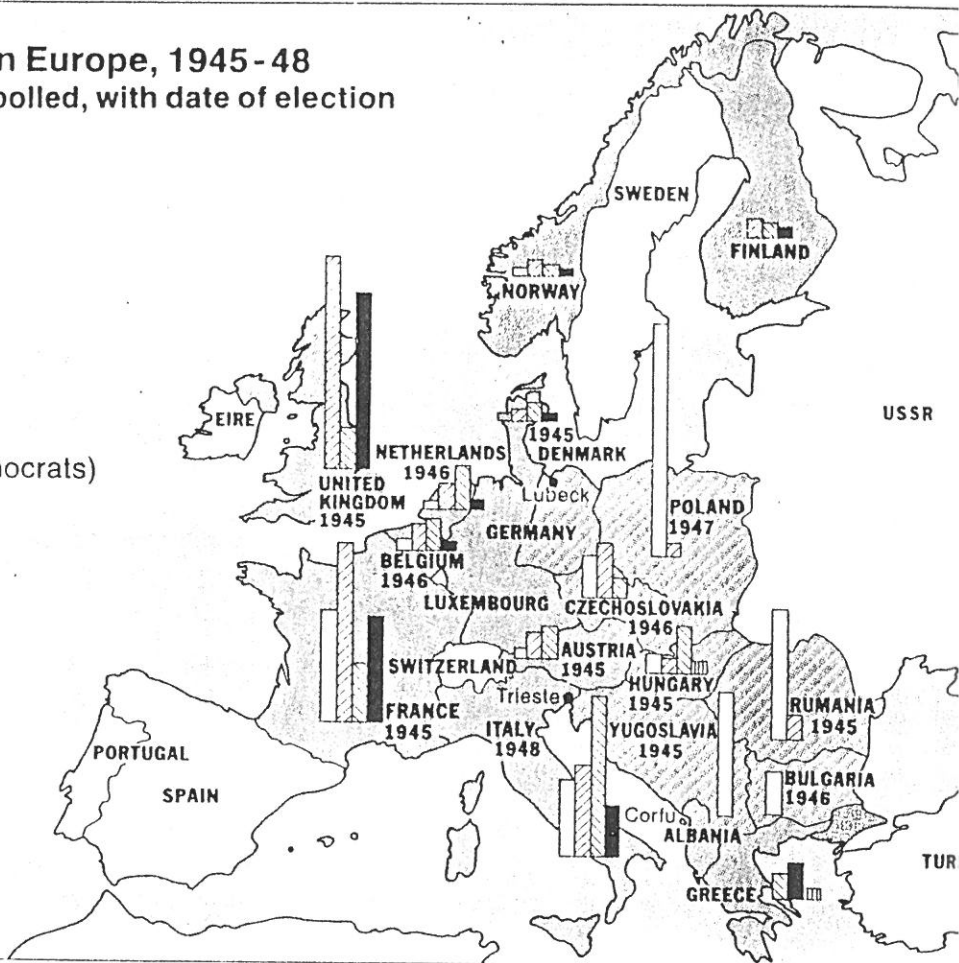 n Europe, 1945-48
polled, with date of election
nocrats)
SWEDEN
FINLAND
NORWAY
EIRE
USSR
1945
DENMARK
NETHERLANDS
1946
UNITED
KINGDOM
1945
Lübeck
POLAND
1947
GERMANY
BELGIUM
1946
LUXEMBOURG
CZECHOSLOVAKIA
1946
AUSTRIA
1945
SWITZERLAND
HUNGARY
1945
Trieste
RUMANIA
1945
FRANCE
1945
ITALY
1948
YUGOSLAVIA
1945
PORTUGAL
SPAIN
BULGARIA
1946
Corfu
ALBANIA
TUR
GREECE